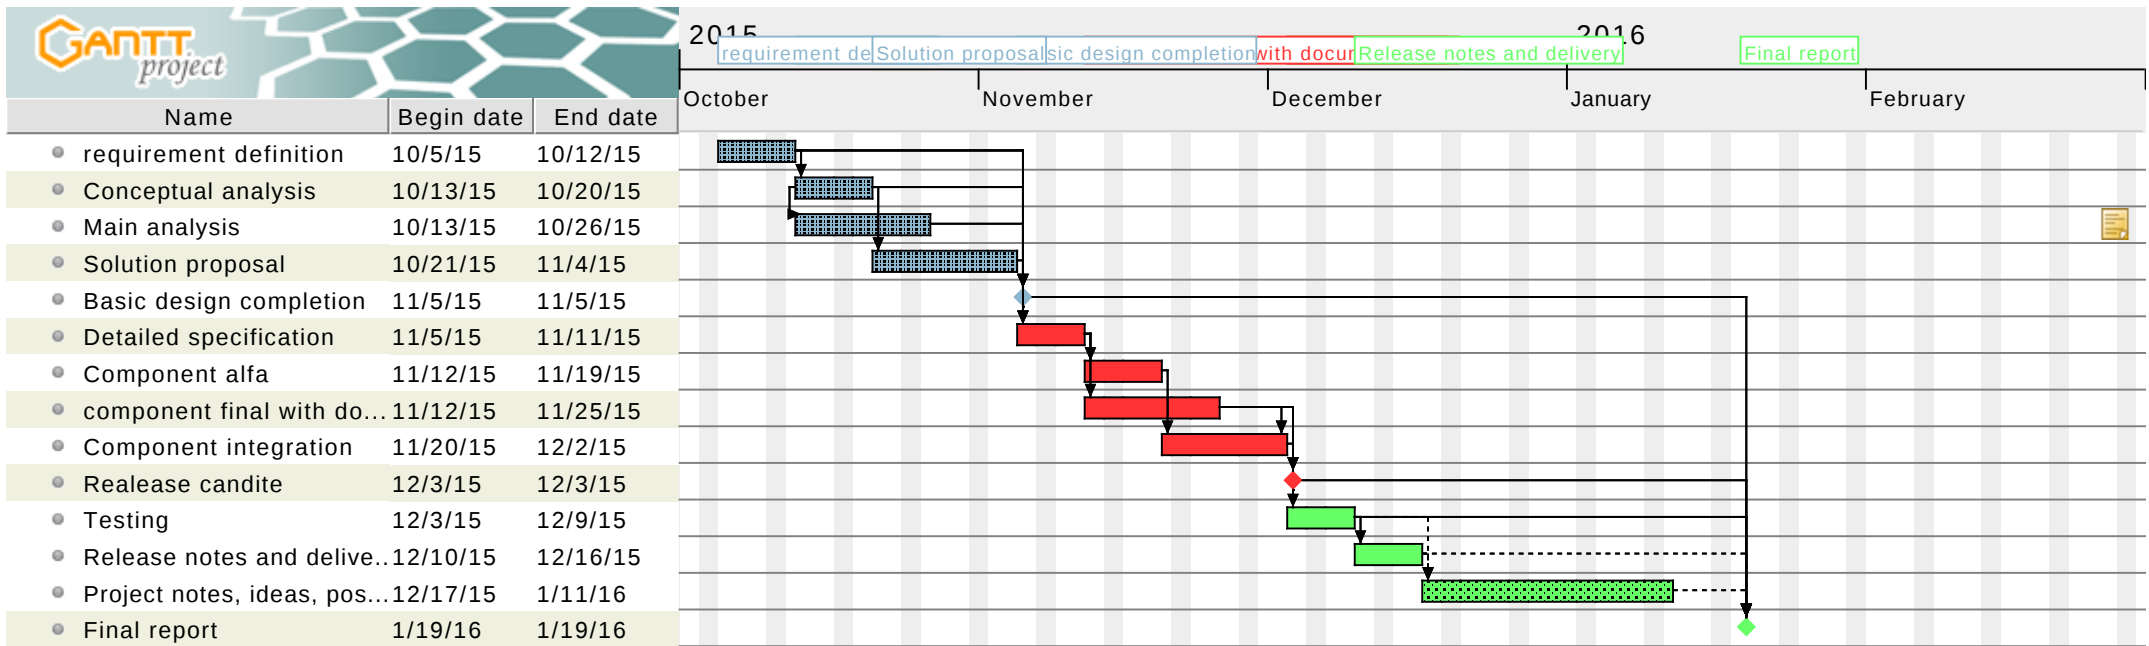 GANTT
project
2015 2016
requirement de Solution proposal sic design completion with docur Release notes and delivery Final report
October November December January February
Name Begin date End date
requirement definition 10/5/15 10/12/15
Conceptual analysis 10/13/15 10/20/15
Main analysis 10/13/15 10/26/15
Solution proposal 10/21/15 11/4/15
Basic design completion 11/5/15 11/5/15
Detailed specification 11/5/15 11/11/15
Component alfa 11/12/15 11/19/15
component final with do... 11/12/15 11/25/15
Component integration 11/20/15 12/2/15
Realease candite 12/3/15 12/3/15
Testing 12/3/15 12/9/15
Release notes and delive.. 12/10/15 12/16/15
Project notes, ideas, pos... 12/17/15 1/11/16
Final report 1/19/16 1/19/16